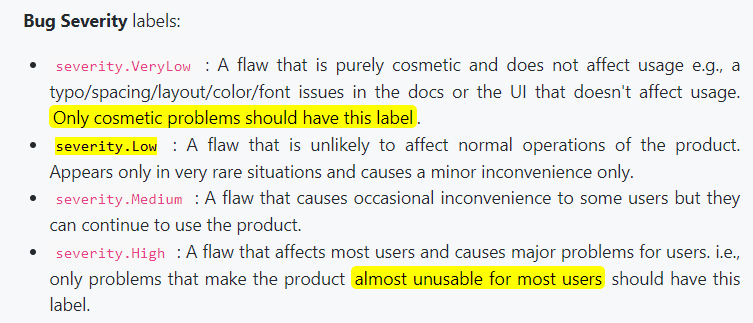 Bug Severity labels:
severity.VeryLow : A flaw that is purely cosmetic and does not affect usage e.g., a
typo/spacing/layout/color/font issues in the docs or the UI that doesn't affect usage.
Only cosmetic problems should have this label.
severity.Low : A flaw that is unlikely to affect normal operations of the product.
Appears only in very rare situations and causes a minor inconvenience only.
severity.Medium : A flaw that causes occasional inconvenience to some users but they
can continue to use the product.
severity.High : A flaw that affects most users and causes major problems for users. i.e.,
only problems that make the product almost unusable for most users should have this
label.